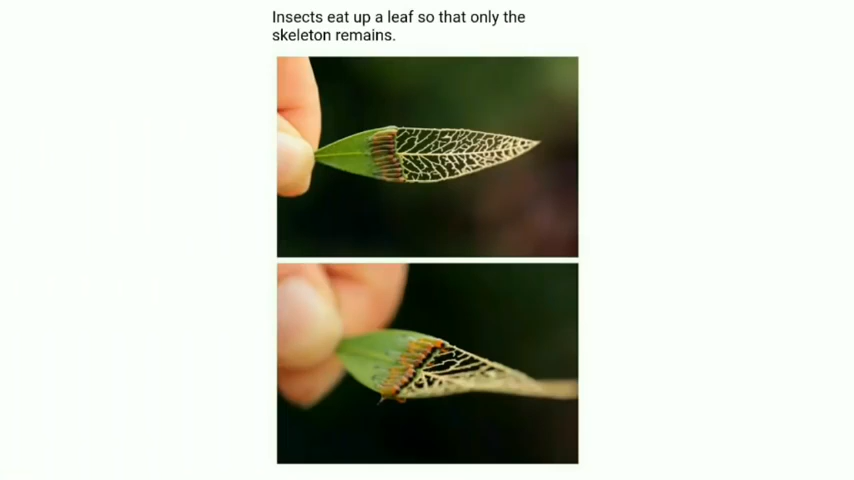 Insects eat up a leaf so that only the
skeleton remains.